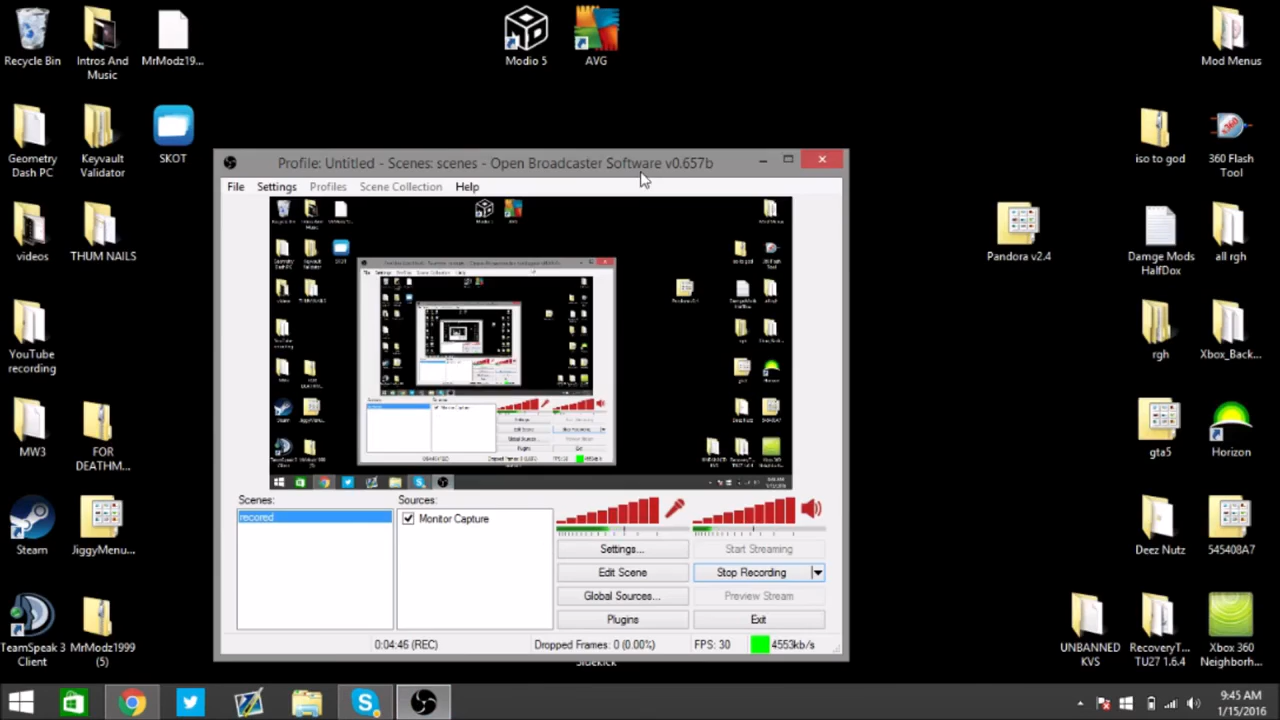 Recycle Bin
Intros And
Music
MrModz19...
Modio 5
AVG
Mod Menus
Geometry
Dash PC
Keyvault
Validator
SKOT
iso to god
360 Flash
Tool
Profile: Untitled - Scenes: scenes - Open Broadcaster Software v0.657b
File
Settings
Profiles
Scene Collection
Help
videos
THUM NAILS
Pandora v2.4
Damge Mods
HalfDox
all rgh
YouTube
recording
rgh
Xbox_Back...
MW3
FOR
DEATHM...
gta5
Horizon
Scenes:
Sources:
recored
Monitor Capture
Steam
JiggyMenu...
Deez Nutz
545408A7
Settings...
Start Streaming
Edit Scene
Stop Recording
Global Sources...
Preview Stream
Plugins
Exit
TeamSpeak 3
Client
MrModz1999
(5)
UNBANNED
KVS
RecoveryT...
TU27 1.6.4
Xbox 360
Neighborh...
0:04:46 (REC)
Dropped Frames: 0 (0.00%)
FPS: 30
4553kb/s
Sidekick
9:45 AM
1/15/2016